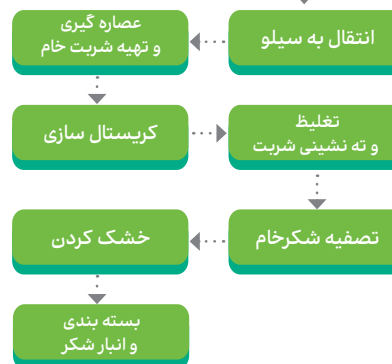 انتقال به سیلو
عصاره گیری
و تهیه شربت خام
تغلیظ
و ته نشینی شربت
کریستال سازی
تصفیه شکرخام
خشک کردن
بسته بندی
و انبار شکر